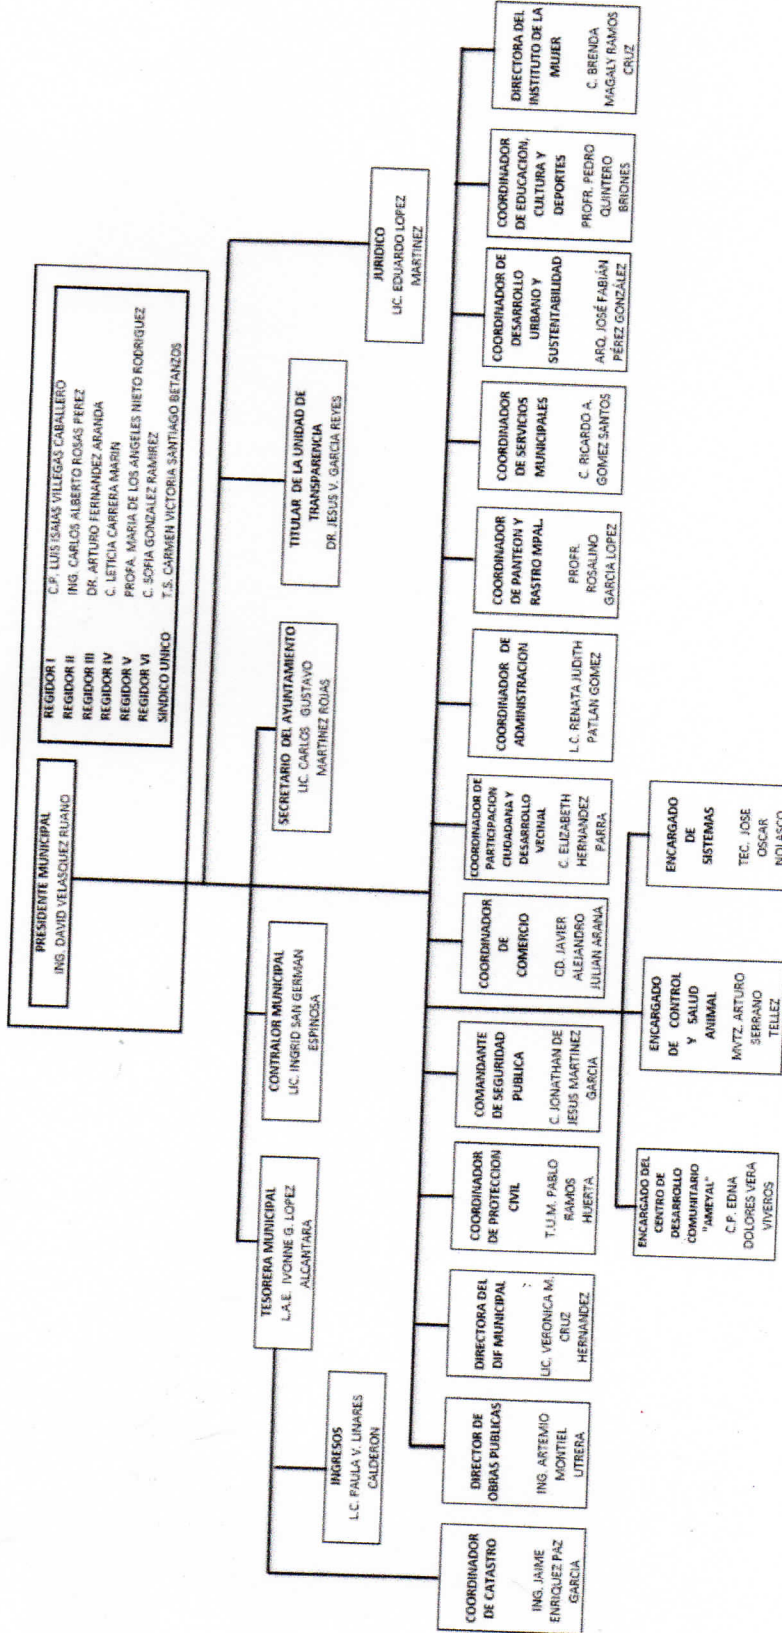 PRESIDENTE MUNICIPAL
ING. DAVID VELASQUEZ RUANO
REGIDOR I C.P. LUIS ISAIAS VILLEGAS CABALLERO
REGIDOR II ING. CARLOS ALBERTO ROSAS PEREZ
REGIDOR III DR. ARTURO FERNANDEZ ARANDA
REGIDOR IV C. LETICIA CARRERA MARIN
REGIDOR V PROFA. MARIA DE LOS ANGELES NIETO RODRIGUEZ
REGIDOR VI C. SOFIA GONZALEZ RAMIREZ
SINDICO UNICO T.S. CARMEN VICTORIA SANTIAGO BETANZOS
TESORERA MUNICIPAL
L.A.E. IVONNE G. LOPEZ
ALCANTARA
CONTRALOR MUNICIPAL
LIC. INGRID SAN GERMAN
ESPINOSA
SECRETARIO DEL AYUNTAMIENTO
LIC. CARLOS GUSTAVO
MARTINEZ ROJAS
TITULAR DE LA UNIDAD DE
TRANSPARENCIA
DR. JESUS V. GARCIA REYES
JURIDICO
LIC. EDUARDO LOPEZ
MARTINEZ
INGRESOS
L.C. PAULA V. LINARES
CALDERON
COORDINADOR
DE CATASTRO
ING. JAIME
ENRIQUEZ PAZ
GARCIA
DIRECTOR DE
OBRAS PUBLICAS
ING. ARTEMIO
MONTIEL
UTRERA
DIRECTORA DEL
DIF MUNICIPAL
LIC. VERONICA M.
CRUZ
HERNANDEZ
COORDINADOR
DE PROTECCION
CIVIL
T.U.M. PABLO
RAMOS
HUERTA
COMANDANTE
DE SEGURIDAD
PUBLICA
C. JONATHAN DE
JESUS MARTINEZ
GARCIA
COORDINADOR
DE
COMERCIO
CD. JAVIER
ALEJANDRO
JULIAN ARANA
COORDINADOR DE
PARTICIPACION
CIUDADANA Y
DESARROLLO
VECINAL
C. ELIZABETH
HERNANDEZ
PARRA
COORDINADOR DE
ADMINISTRACION
L.C. RENATA JUDITH
PATLAN GOMEZ
COORDINADOR
DE PANTEON Y
RASTRO MPAL.
PROFR.
ROSALINO
GARCIA LOPEZ
COORDINADOR
DE SERVICIOS
MUNICIPALES
C. RICARDO A.
GOMEZ SANTOS
COORDINADOR DE
DESARROLLO
URBANO Y
SUSTENTABILIDAD
ARQ. JOSÉ FABIÁN
PÉREZ GONZÁLEZ
COORDINADOR
DE EDUCACION,
CULTURA Y
DEPORTES
PROFR. PEDRO
QUINTERO
BRIONES
DIRECTORA DEL
INSTITUTO DE LA
MUJER
C. BRENDA
MAGALY RAMOS
CRUZ
ENCARGADO DEL
CENTRO DE
DESARROLLO
COMUNITARIO
"AMEYAL"
C.P. EDNA
DOLORES VERA
VIVEROS
ENCARGADO
DE CONTROL
Y SALUD
ANIMAL
MVTZ. ARTURO
SERRANO
TELLEZ
ENCARGADO
DE
SISTEMAS
TEC. JOSE
OSCAR
NOLASCO